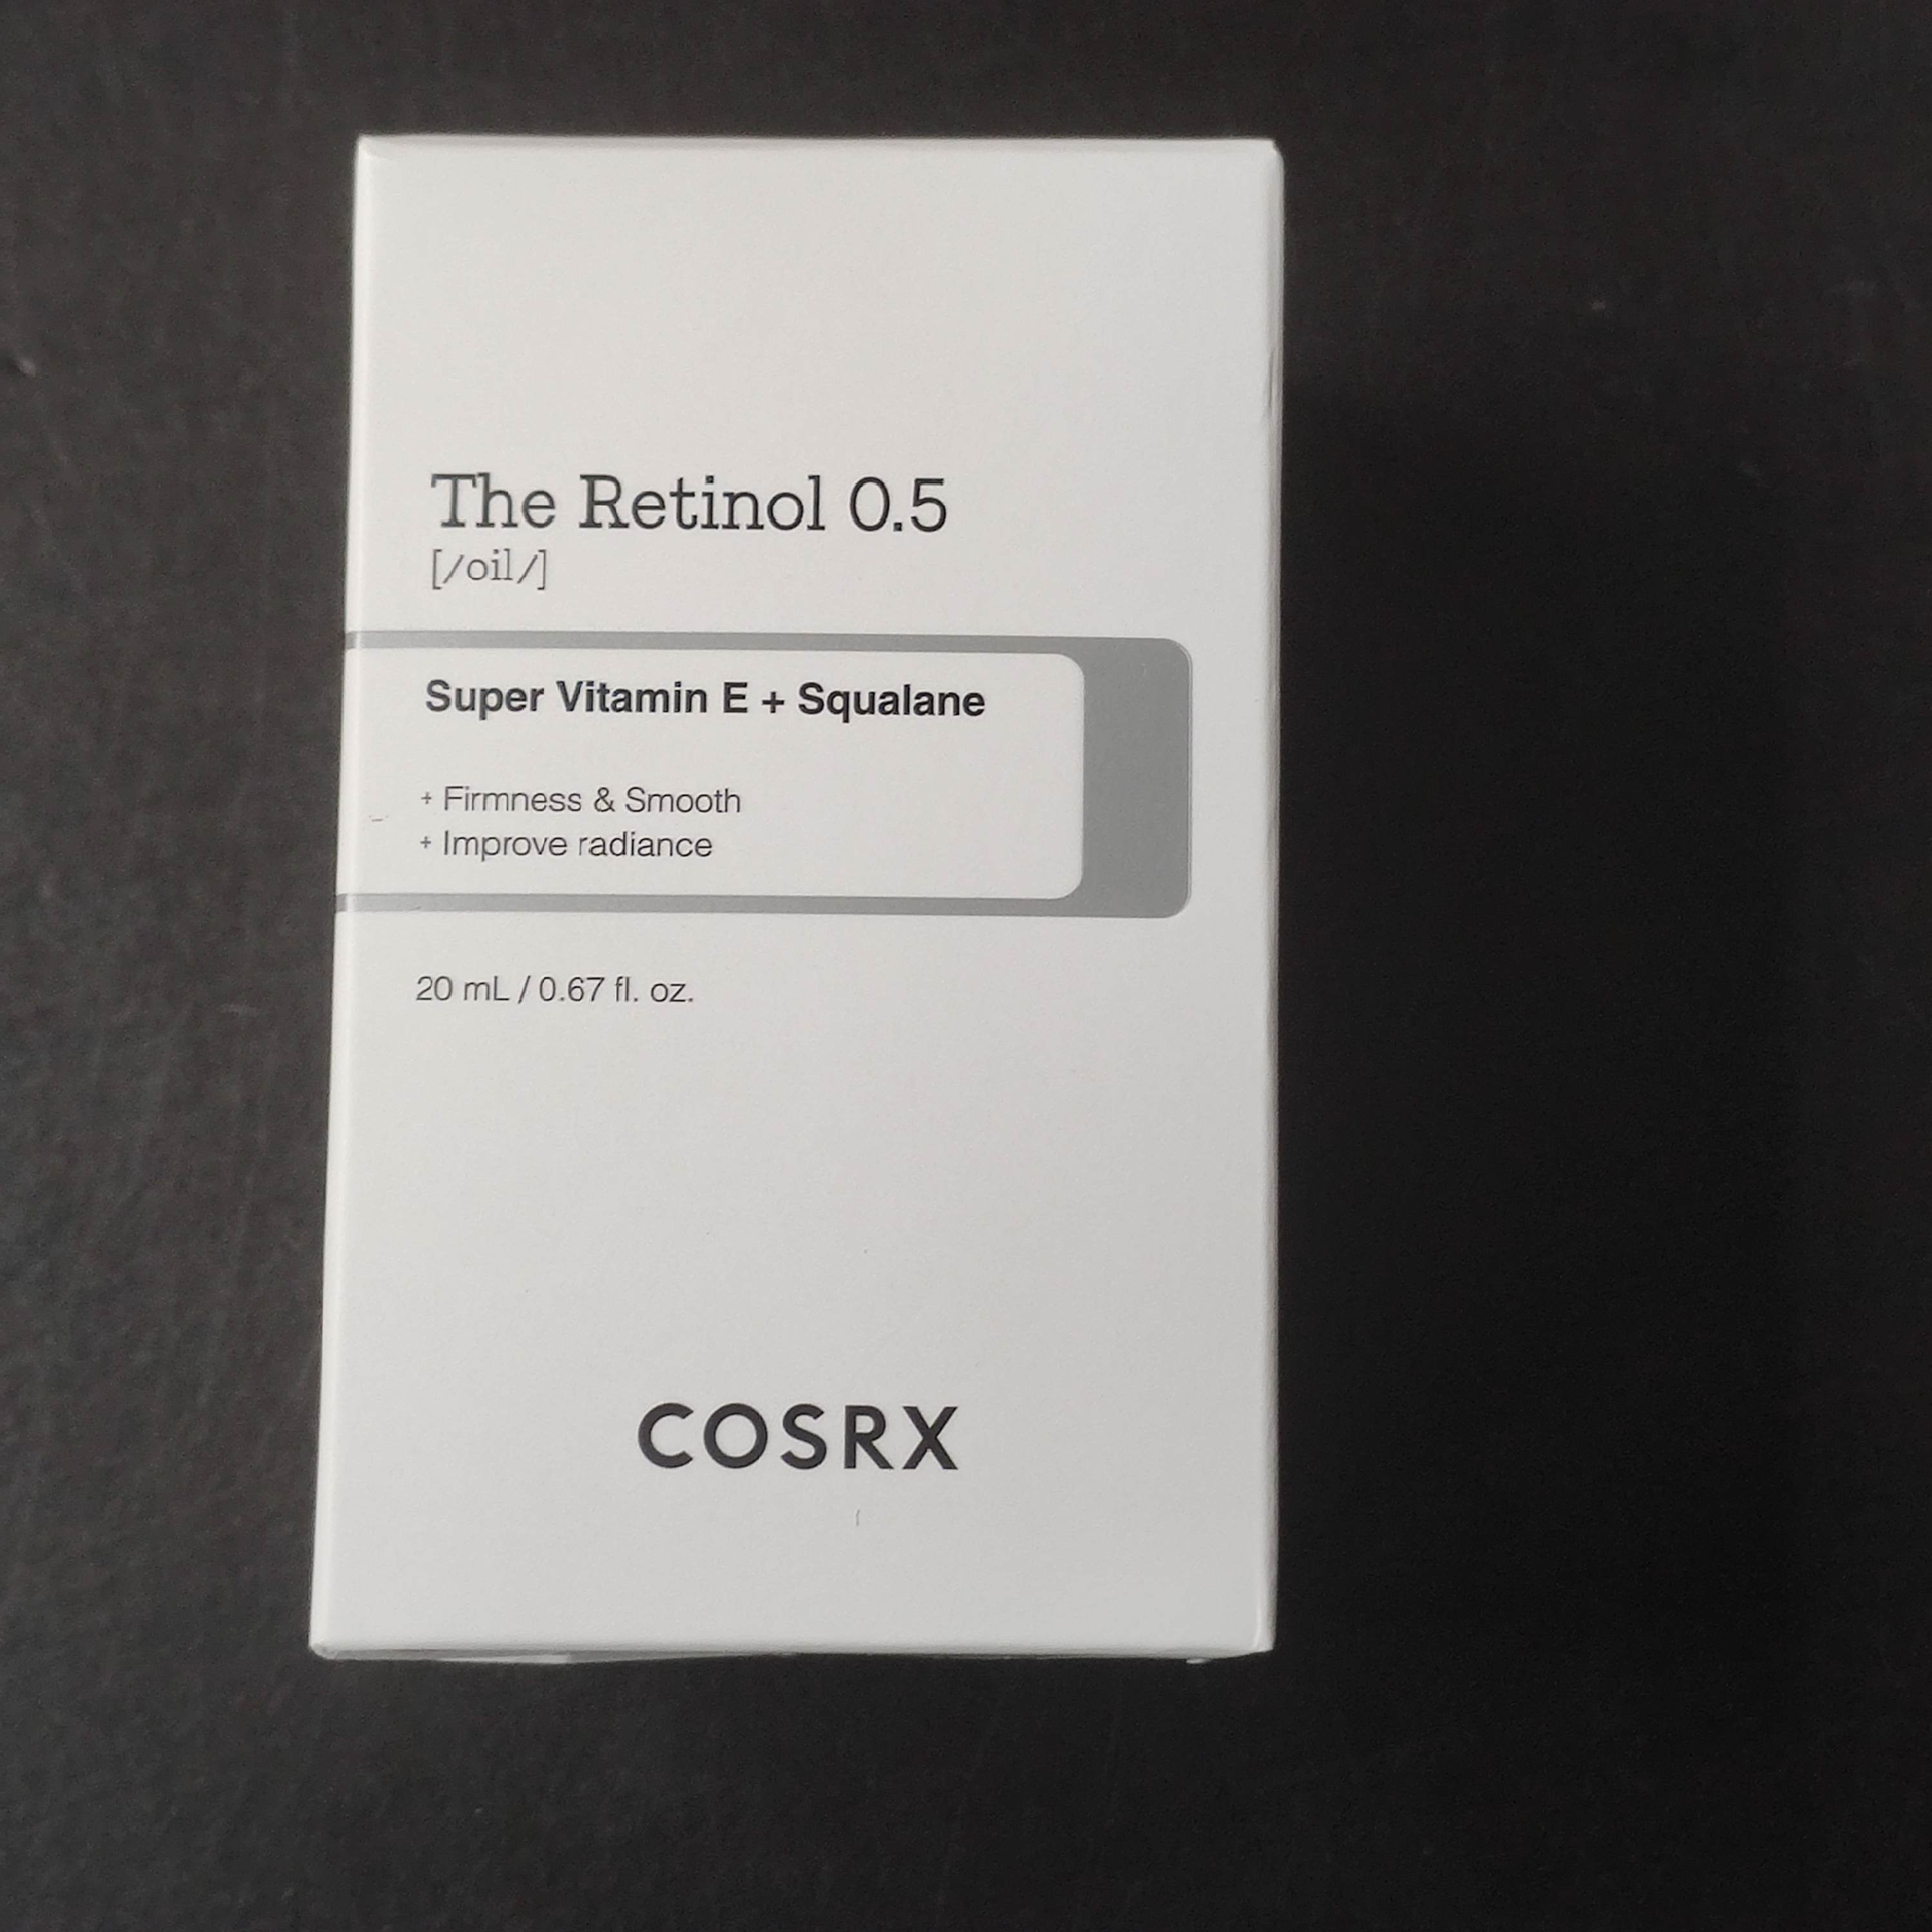 The Retinol 0.5
[/oil/]
Super Vitamin E + Squalane
+ Firmness & Smooth
+ Improve radiance
20 mL / 0.67 fl. oz.
COSRX